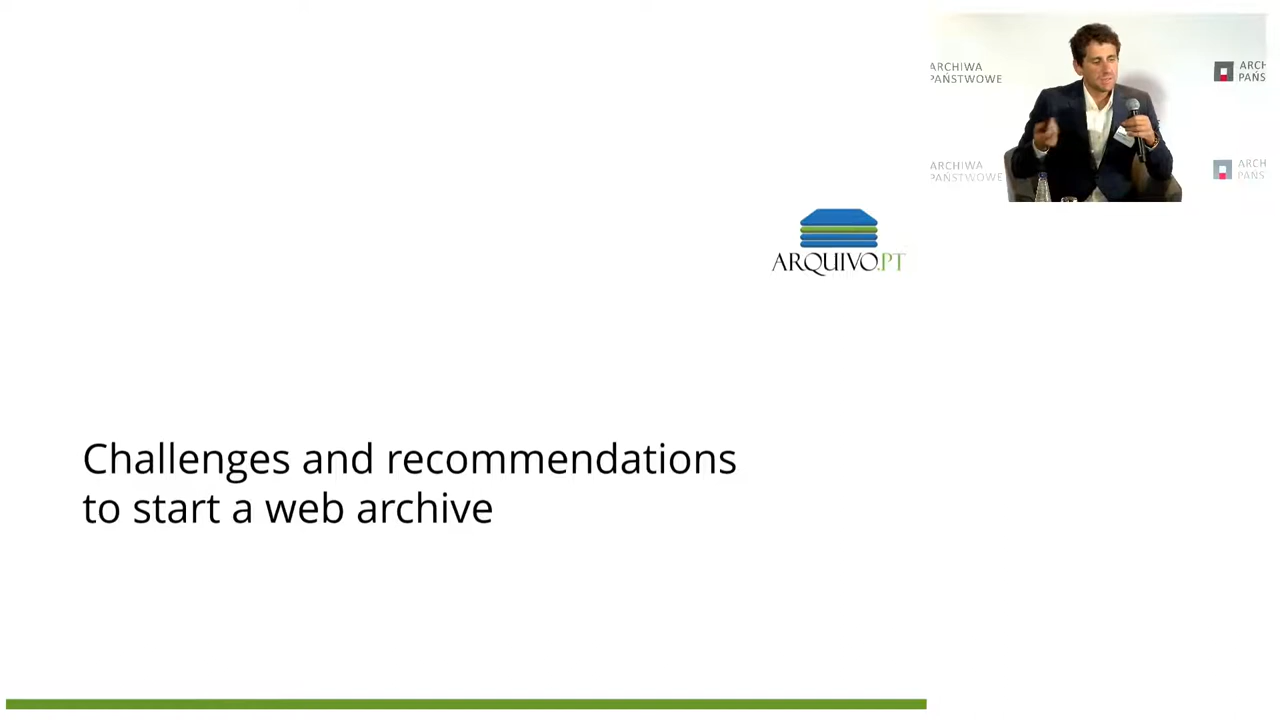 ARCHIWA
PAŃSTWOWE
ARCH
PAŃS
ARCHIWA
PAŃSTWOWE
ARCH
PAŃS
ARQUIVO.PT
Challenges and recommendations
to start a web archive